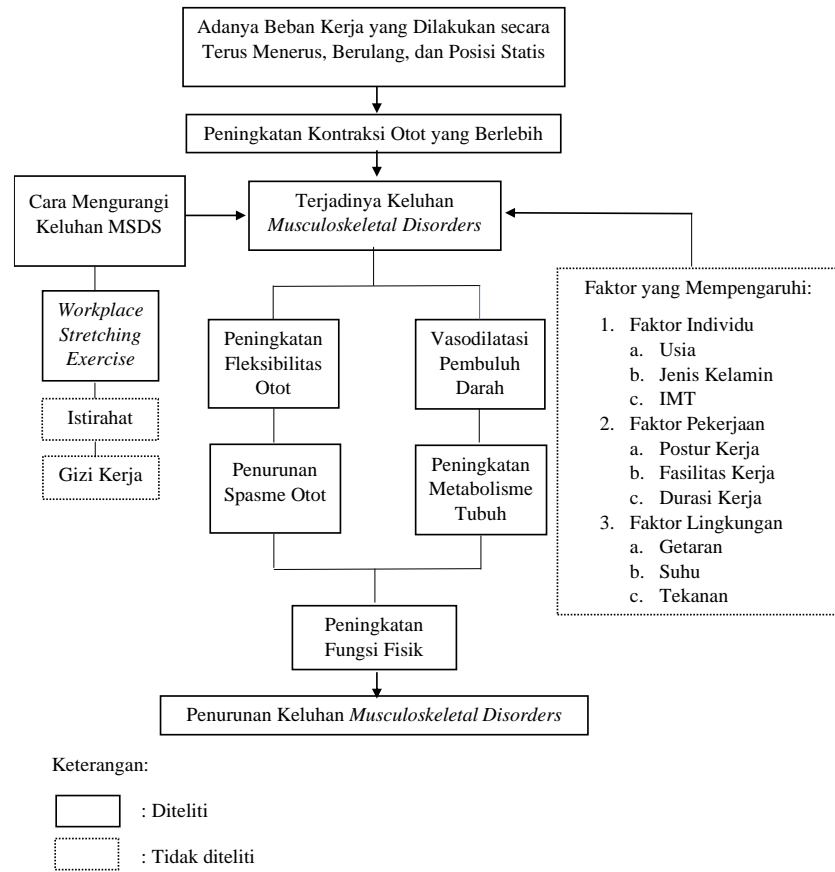 Adanya Beban Kerja yang Dilakukan secara
Terus Menerus, Berulang, dan Posisi Statis
Peningkatan Kontraksi Otot yang Berlebih
Cara Mengurangi
Keluhan MSDS
Terjadinya Keluhan
Musculoskeletal Disorders
Workplace
Stretching
Exercise
Istirahat
Gizi Kerja
Peningkatan
Fleksibilitas
Otot
Vasodilatasi
Pembuluh
Darah
Penurunan
Spasme Otot
Peningkatan
Metabolisme
Tubuh
Faktor yang Mempengaruhi:
1. Faktor Individu
a. Usia
b. Jenis Kelamin
c. IMT
2. Faktor Pekerjaan
a. Postur Kerja
b. Fasilitas Kerja
c. Durasi Kerja
3. Faktor Lingkungan
a. Getaran
b. Suhu
c. Tekanan
Peningkatan
Fungsi Fisik
Penurunan Keluhan Musculoskeletal Disorders
Keterangan:
: Diteliti
: Tidak diteliti